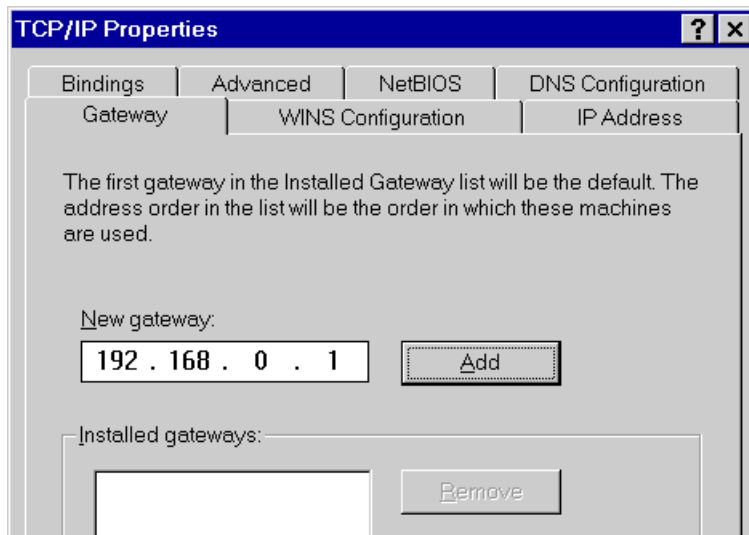 TCP/IP Properties ? ×
Bindings Advanced NetBIOS DNS Configuration
Gateway WINS Configuration IP Address
The first gateway in the Installed Gateway list will be the default. The
address order in the list will be the order in which these machines
are used.
New gateway:
192 . 168 . 0 . 1 Add
Installed gateways:
Remove